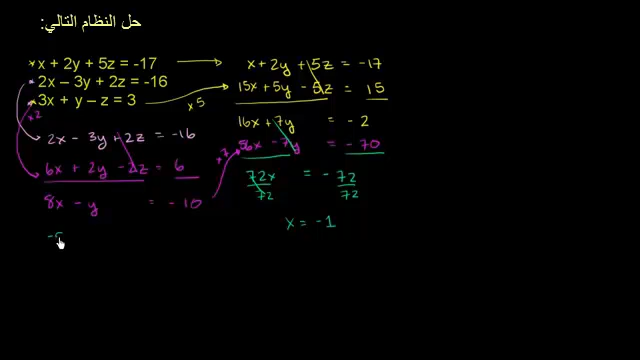 حل النظام التالي:
x + 2y + 5z = -17
2x – 3y + 2z = -16
3x + y – z = 3
x + 2y + 5z = -17
15x + 5y - 5z = 15
x5
16x + 7y = -2
56x - 7y = -70
72x = -72
72 72
x = -1
x2
2x - 3y + 2z = -16
6x + 2y - 2z = 6
x7
8x - y = -10